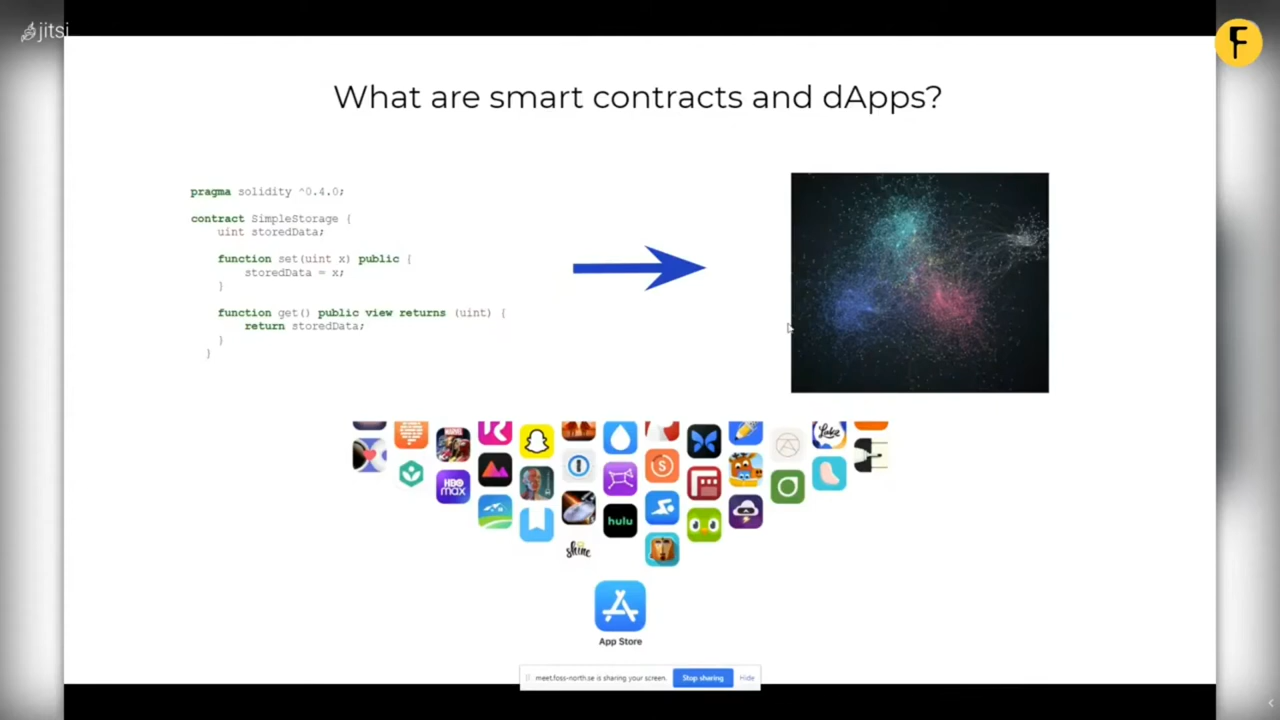 jitsi
F
What are smart contracts and dApps?
pragma solidity ^0.4.0;
contract SimpleStorage {
uint storedData;
function set(uint x) public {
storedData = x;
}
function get() public view returns (uint) {
return storedData;
}
}
HBO
max
hulu
shine
App Store
meet.foss-north.se is sharing your screen.
Stop sharing
Hide